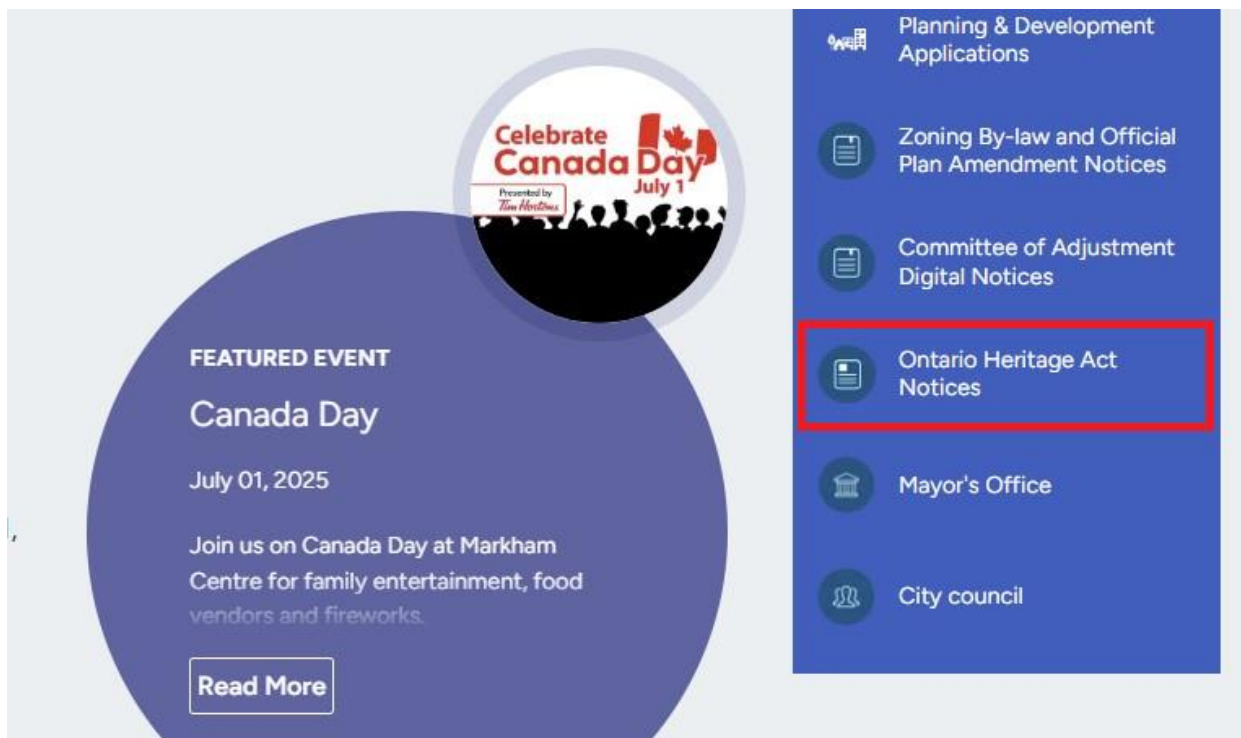 Celebrate
Canada Day
July 1
Presented by
Tim Hortons
FEATURED EVENT
Canada Day
July 01, 2025
Join us on Canada Day at Markham
Centre for family entertainment, food
vendors and fireworks.
Read More
,
Planning & Development
Applications
Zoning By-law and Official
Plan Amendment Notices
Committee of Adjustment
Digital Notices
Ontario Heritage Act
Notices
Mayor's Office
City council